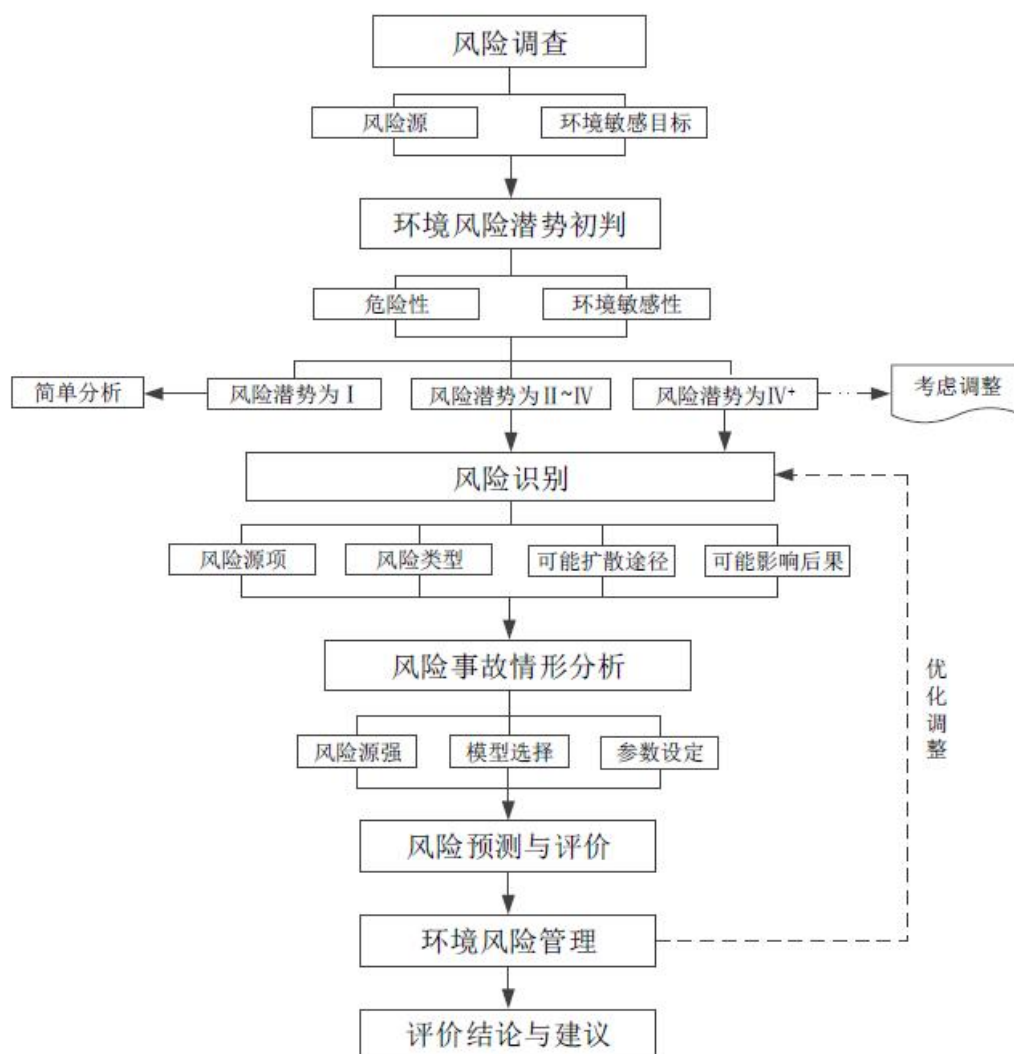 风险调查
风险源
环境敏感目标
环境风险潜势初判
危险性
环境敏感性
简单分析
风险潜势为Ⅰ
风险潜势为Ⅱ~Ⅳ
风险潜势为Ⅳ⁺
考虑调整
风险识别
风险源项
风险类型
可能扩散途径
可能影响后果
风险事故情形分析
优化调整
风险源强
模型选择
参数设定
风险预测与评价
环境风险管理
评价结论与建议